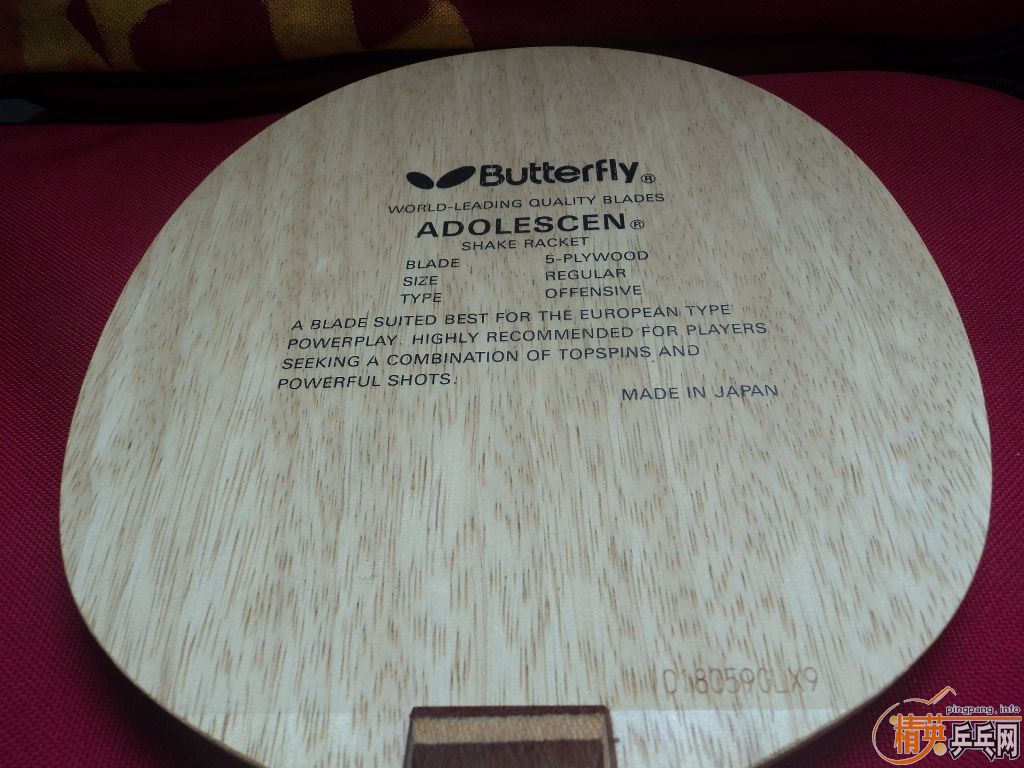 Butterfly®
WORLD-LEADING QUALITY BLADES
ADOLESCEN®
SHAKE RACKET
BLADE 5-PLYWOOD
SIZE REGULAR
TYPE OFFENSIVE
A BLADE SUITED BEST FOR THE EUROPEAN TYPE
POWERPLAY. HIGHLY RECOMMENDED FOR PLAYERS
SEEKING A COMBINATION OF TOPSPINS AND
POWERFUL SHOTS.
MADE IN JAPAN
pingpang.info
精英乒乓网